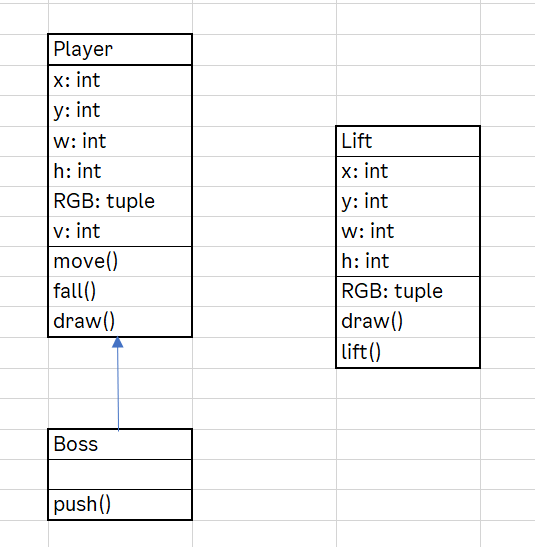 Player
x: int
y: int
w: int
h: int
RGB: tuple
v: int
move()
fall()
draw()
Lift
x: int
y: int
w: int
h: int
RGB: tuple
draw()
lift()
Boss
push()